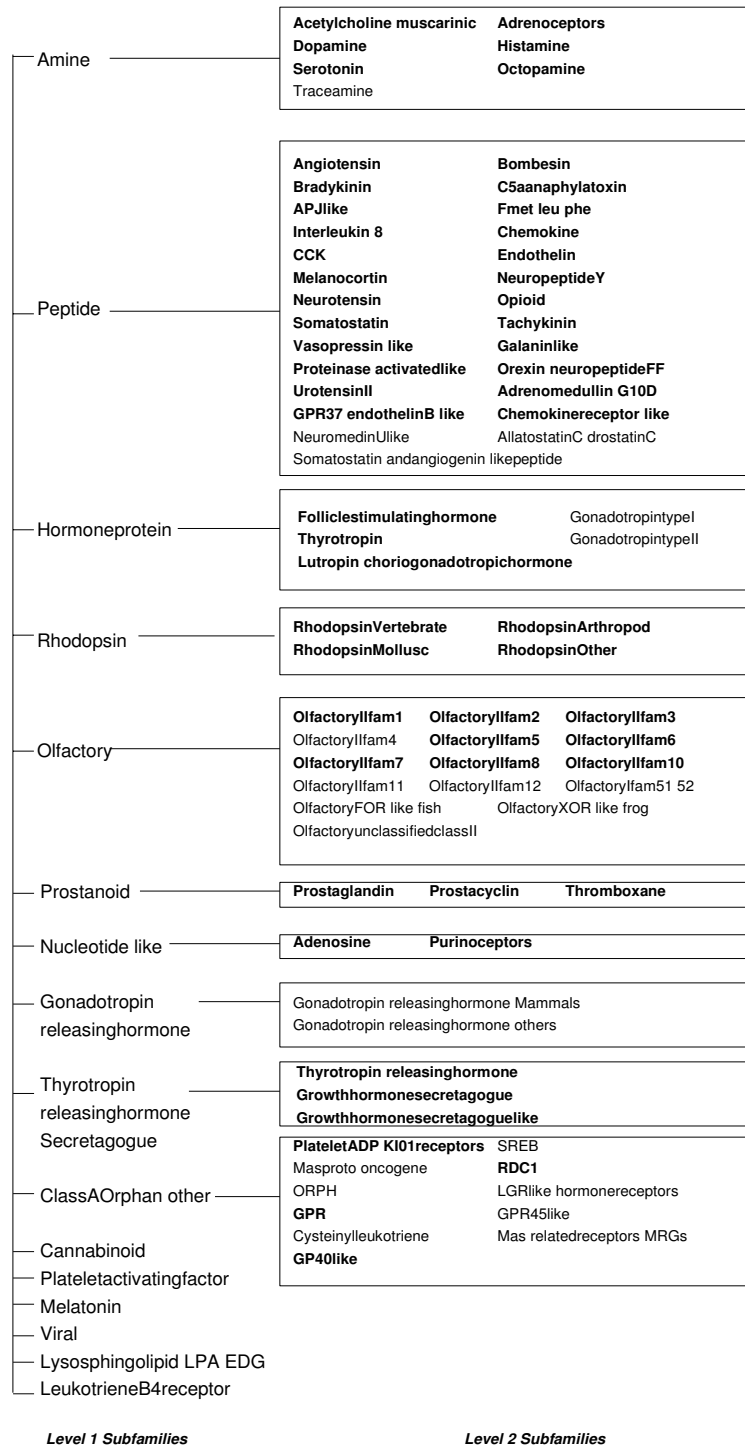 Amine
Acetylcholine muscarinic Adrenoceptors
Dopamine Histamine
Serotonin Octopamine
Traceamine
Peptide
Angiotensin Bombesin
Bradykinin C5aanaphylatoxin
APJlike Fmet leu phe
Interleukin 8 Chemokine
CCK Endothelin
Melanocortin NeuropeptideY
Neurotensin Opioid
Somatostatin Tachykinin
Vasopressin like Galaninlike
Proteinase activatedlike Orexin neuropeptideFF
UrotensinII Adrenomedullin G10D
GPR37 endothelinB like Chemokinereceptor like
NeuromedinUlike AllatostatinC drostatinC
Somatostatin andangiogenin likepeptide
Hormoneprotein
Folliclestimulatinghormone GonadotropintypeI
Thyrotropin GonadotropintypeII
Lutropin choriogonadotropichormone
Rhodopsin
RhodopsinVertebrate RhodopsinArthropod
RhodopsinMollusc RhodopsinOther
Olfactory
OlfactoryIIfam1 OlfactoryIIfam2 OlfactoryIIfam3
OlfactoryIIfam4 OlfactoryIIfam5 OlfactoryIIfam6
OlfactoryIIfam7 OlfactoryIIfam8 OlfactoryIIfam10
OlfactoryIIfam11 OlfactoryIIfam12 OlfactoryIfam51 52
OlfactoryFOR like fish OlfactoryXOR like frog
OlfactoryunclassifiedclassII
Prostanoid
Prostaglandin Prostacyclin Thromboxane
Nucleotide like
Adenosine Purinoceptors
Gonadotropin
releasinghormone
Gonadotropin releasinghormone Mammals
Gonadotropin releasinghormone others
Thyrotropin
releasinghormone
Secretagogue
Thyrotropin releasinghormone
Growthhormonesecretagogue
Growthhormonesecretagoguelike
ClassAOrphan other
PlateletADP KI01receptors SREB
Masproto oncogene RDC1
ORPH LGRlike hormonereceptors
GPR GPR45like
Cysteinylleukotriene Mas relatedreceptors MRGs
GP40like
Cannabinoid
Plateletactivatingfactor
Melatonin
Viral
Lysosphingolipid LPA EDG
LeukotrieneB4receptor
Level 1 Subfamilies Level 2 Subfamilies